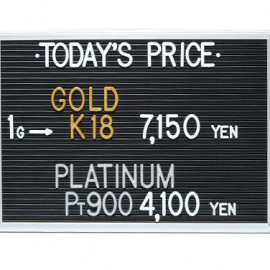 ·TODAY'S PRICE·
GOLD
1G→ K18 7,150 YEN
PLATINUM
PT900 4,100 YEN